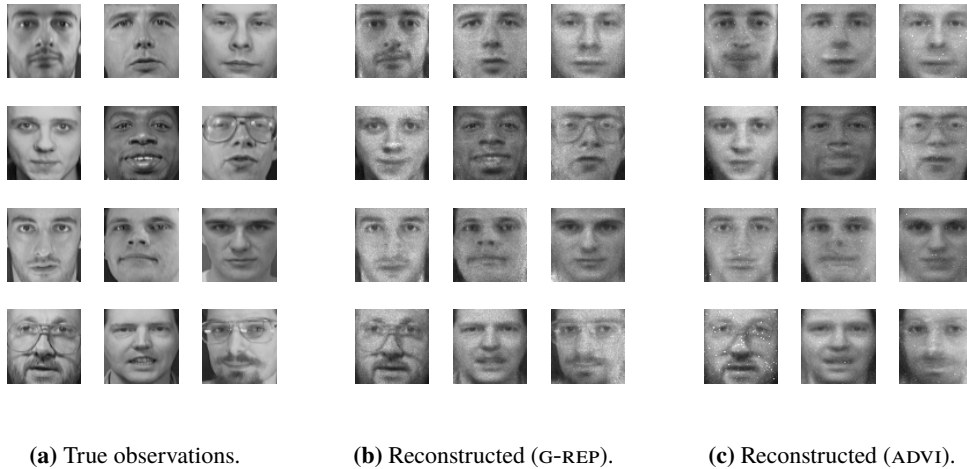 (a) True observations.
(b) Reconstructed (G-REP).
(c) Reconstructed (ADVI).